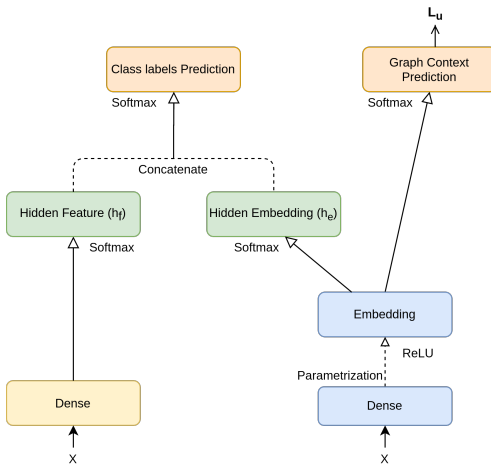 Lu
Class labels Prediction
Graph Context
Prediction
Softmax
Softmax
Concatenate
Hidden Feature (hf)
Hidden Embedding (he)
Softmax
Softmax
Embedding
ReLU
Parametrization
Dense
Dense
X
X